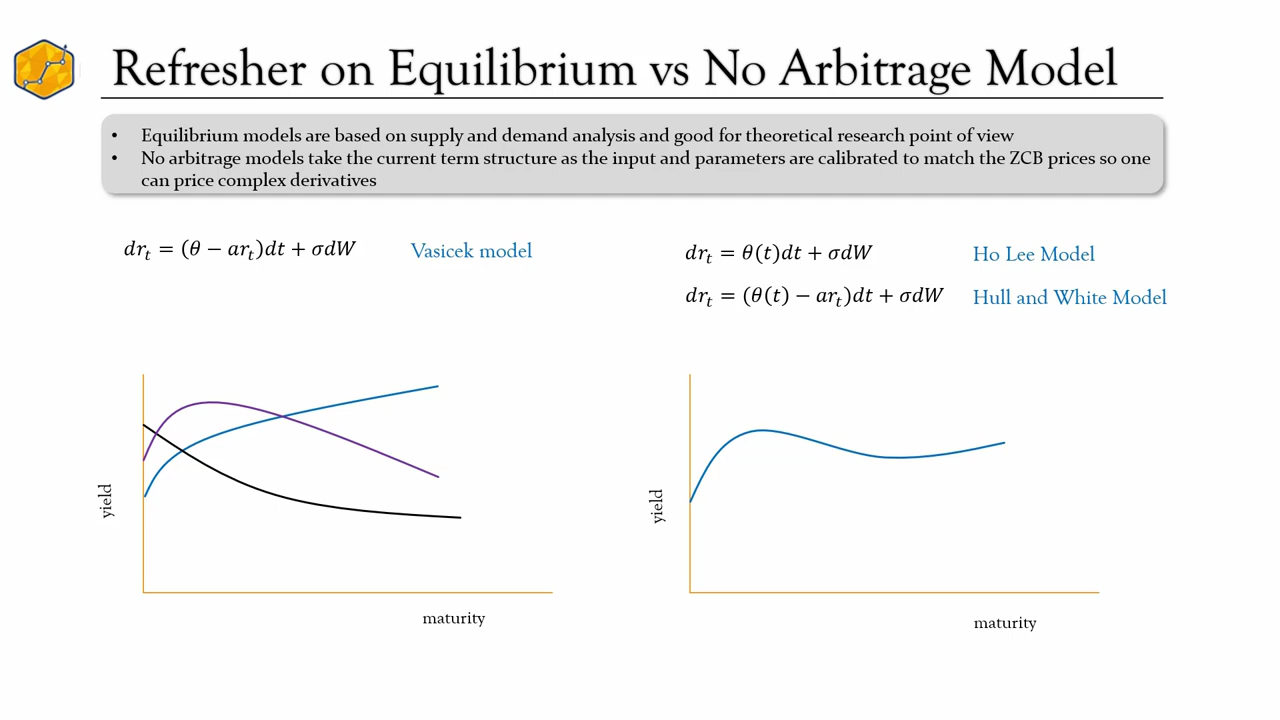 Refresher on Equilibrium vs No Arbitrage Model
• Equilibrium models are based on supply and demand analysis and good for theoretical research point of view
• No arbitrage models take the current term structure as the input and parameters are calibrated to match the ZCB prices so one
can price complex derivatives
𝑑𝑟ₜ = (𝜃 − 𝑎𝑟ₜ)𝑑𝑡 + 𝜎𝑑𝑊
Vasicek model
𝑑𝑟ₜ = 𝜃(𝑡)𝑑𝑡 + 𝜎𝑑𝑊
Ho Lee Model
𝑑𝑟ₜ = (𝜃(𝑡) − 𝑎𝑟ₜ)𝑑𝑡 + 𝜎𝑑𝑊
Hull and White Model
yield
maturity
yield
maturity